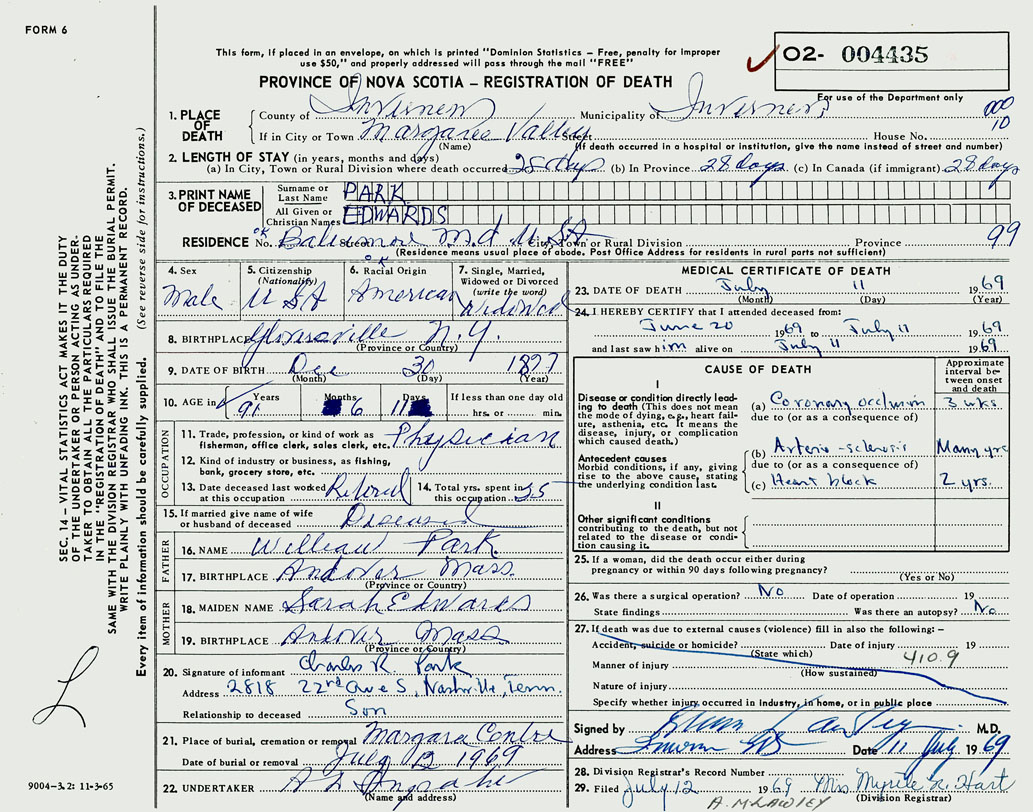 FORM 6
This form, if placed in an envelope, on which is printed "Dominion Statistics – Free, penalty for improper
use $50," and properly addressed will pass through the mail "FREE"
PROVINCE OF NOVA SCOTIA – REGISTRATION OF DEATH
O2- 004435
For use of the Department only
000
10
1. PLACE OF DEATH
County of Inverness Municipality of Inverness
If in City or Town Margaree Valley Street House No.
(Name) (If death occurred in a hospital or institution, give the name instead of street and number)
2. LENGTH OF STAY (in years, months and days)
(a) In City, Town or Rural Division where death occurred 28 days (b) In Province 28 days (c) In Canada (if immigrant) 28 days
3. PRINT NAME OF DECEASED
Surname or Last Name PARK
All Given or Christian Names EDWARDS
RESIDENCE No. Baltimore Md USA City, Town or Rural Division Province 99
(Residence means usual place of abode. Post Office Address for residents in rural parts not sufficient)
4. Sex Male
5. Citizenship (Nationality) USA
6. Racial Origin American
7. Single, Married, Widowed or Divorced (write the word) Widowed
8. BIRTHPLACE N.Y.
(Province or Country)
9. DATE OF BIRTH Dec 30 1877
(Month) (Day) (Year)
10. AGE in Years 91 Months 6 Days 11 If less than one day old hrs. or min.
OCCUPATION
11. Trade, profession, or kind of work as fisherman, office clerk, sales clerk, etc. Physician
12. Kind of industry or business, as fishing, bank, grocery store, etc.
13. Date deceased last worked at this occupation Retired
14. Total yrs. spent in this occupation 35
15. If married give name of wife or husband of deceased Diseased
FATHER
16. NAME William Park
17. BIRTHPLACE Andover Mass.
(Province or Country)
MOTHER
18. MAIDEN NAME Sarah Edwards
19. BIRTHPLACE Andover Mass
(Province or Country)
20. Signature of informant Charles R. Park
Address 2818 22nd Ave S, Nashville, Tenn.
Relationship to deceased Son
21. Place of burial, cremation or removal Margaree Centre
Date of burial or removal July 1969
22. UNDERTAKER
(Name and address)
MEDICAL CERTIFICATE OF DEATH
23. DATE OF DEATH July 11 1969
(Month) (Day) (Year)
24. I HEREBY CERTIFY that I attended deceased from:
June 20 1969 to July 11 1969
and last saw him alive on July 11 1969
CAUSE OF DEATH
Approximate interval between onset and death
I
Disease or condition directly leading to death (This does not mean the mode of dying, e.g., heart failure, asthenia, etc. It means the disease, injury, or complication which caused death.)
(a) Coronary occlusion 3 wks
due to (or as a consequence of)
Antecedent causes
Morbid conditions, if any, giving rise to the above cause, stating the underlying condition last.
(b) Arterio-sclerosis Many yrs
due to (or as a consequence of)
(c) Heart block 2 yrs.
II
Other significant conditions contributing to the death, but not related to the disease or condition causing it.
25. If a woman, did the death occur either during
pregnancy or within 90 days following pregnancy?
(Yes or No)
26. Was there a surgical operation? No Date of operation 19
State findings Was there an autopsy? No
27. If death was due to external causes (violence) fill in also the following: –
Accident, suicide or homicide? Date of injury 19
(State which)
410.9
Manner of injury
(How sustained)
Nature of injury
Specify whether injury occurred in industry, in home, or in public place
Signed by M.D.
Address Date 11 July 1969
28. Division Registrar's Record Number
29. Filed July 12 1969 Mrs. Myrtle L. Hart
(Division Registrar)
A. M. LAWLEY
SEC. 14 – VITAL STATISTICS ACT MAKES IT THE DUTY
OF THE UNDERTAKER OR PERSON ACTING AS UNDER-
TAKER TO OBTAIN ALL THE PARTICULARS REQUIRED
IN THE "REGISTRATION OF DEATH" AND TO FILE THE
SAME WITH THE DIVISION REGISTRAR WHO SHALL ISSUE THE BURIAL PERMIT.
WRITE PLAINLY WITH UNFADING INK. THIS IS A PERMANENT RECORD.
Every item of information should be carefully supplied. (See reverse side for instructions.)
9004-3.2: 11-3-65